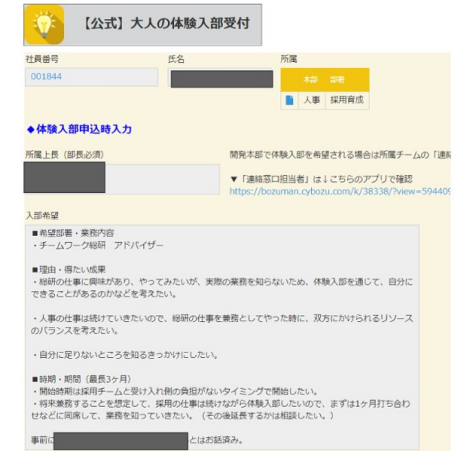 【公式】大人の体験入部受付
社員番号
氏名
所属
001844
本部 部署
人事 採用育成
◆体験入部申込時入力
所属上長（部長必須）
開発本部で体験入部を希望される場合は所属チームの「連絡
▼「連絡窓口担当者」は↓こちらのアプリで確認
https://bozuman.cybozu.com/k/38338/?view=594409
入部希望
■希望部署・業務内容
・チームワーク総研　アドバイザー
■理由・得たい成果
・総研の仕事に興味があり、やってみたいが、実際の業務を知らないため、体験入部を通じて、自分に
できることがあるのかなどを考えたい。
・人事の仕事は続けていきたいので、総研の仕事を兼務としてやった時に、双方にかけられるリソース
のバランスを考えたい。
・自分に足りないところを知るきっかけにしたい。
■時期・期間（最長3ヶ月）
・開始時期は採用チームと受け入れ側の負担がないタイミングで開始したい。
・将来兼務することを想定して、採用の仕事は続けながら体験入部したいので、まずは1ヶ月打ち合わ
せなどに同席して、業務を知っていきたい。（その後延長するかは相談したい。）
事前に
とはお話済み。